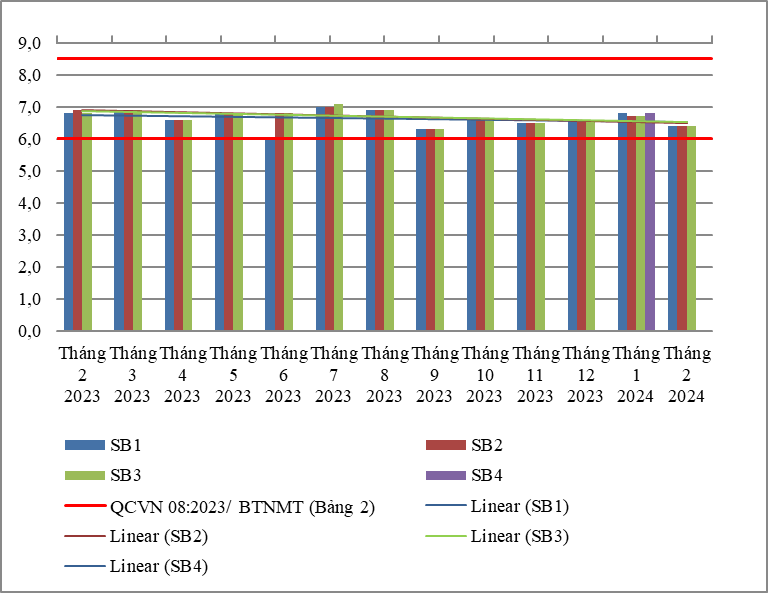 9,0
8,0
7,0
6,0
5,0
4,0
3,0
2,0
1,0
0,0
Tháng Tháng Tháng Tháng Tháng Tháng Tháng Tháng Tháng Tháng Tháng Tháng Tháng
2 3 4 5 6 7 8 9 10 11 12 1 2
2023 2023 2023 2023 2023 2023 2023 2023 2023 2023 2023 2024 2024
SB1 SB2
SB3 SB4
QCVN 08:2023/ BTNMT (Bảng 2) Linear (SB1)
Linear (SB2) Linear (SB3)
Linear (SB4)